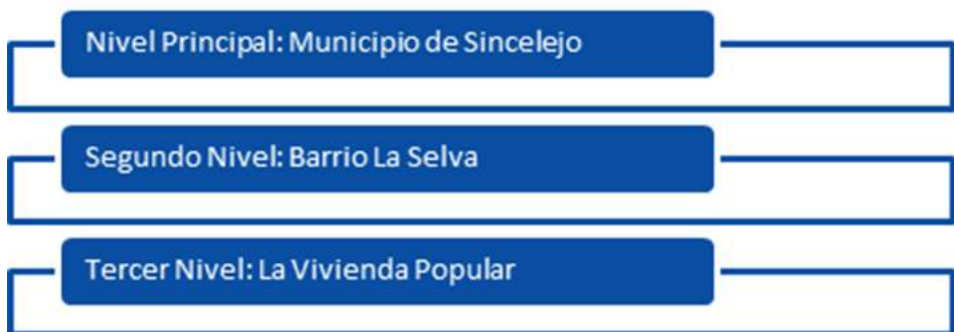 Nivel Principal: Municipio de Sincelejo
Segundo Nivel: Barrio La Selva
Tercer Nivel: La Vivienda Popular